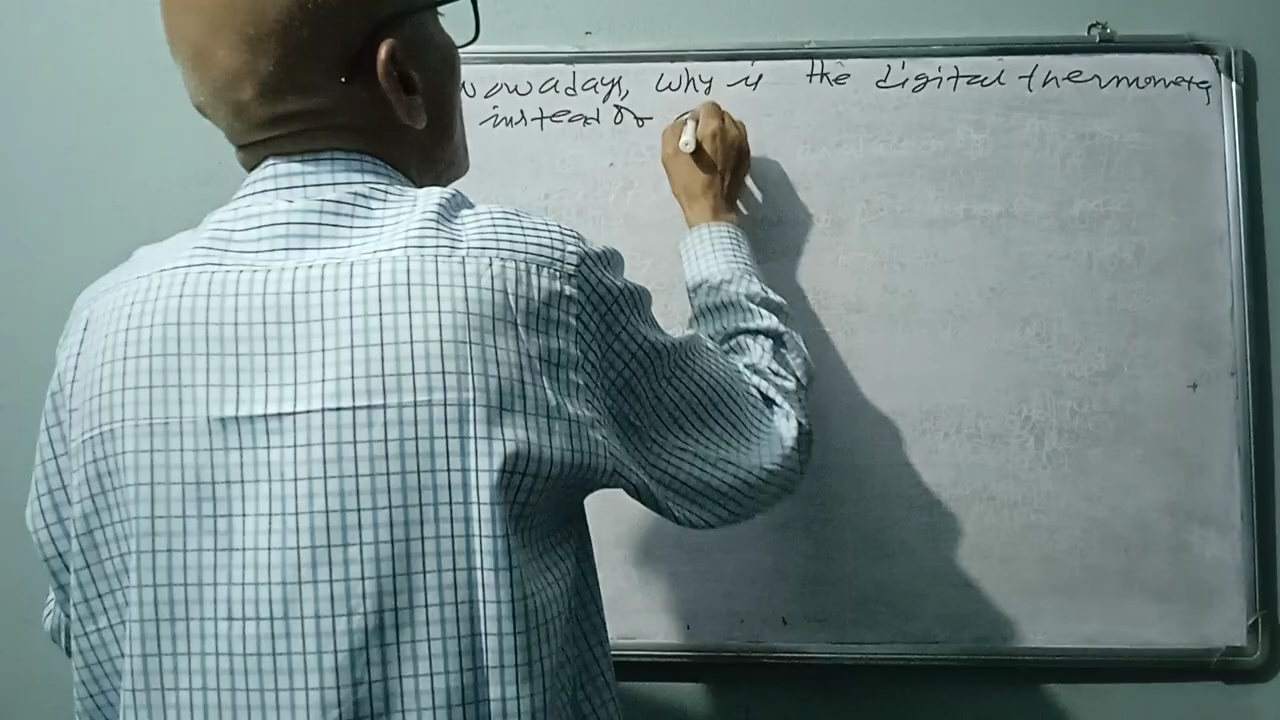 Nowadays, why is the digital thermometer
instead of